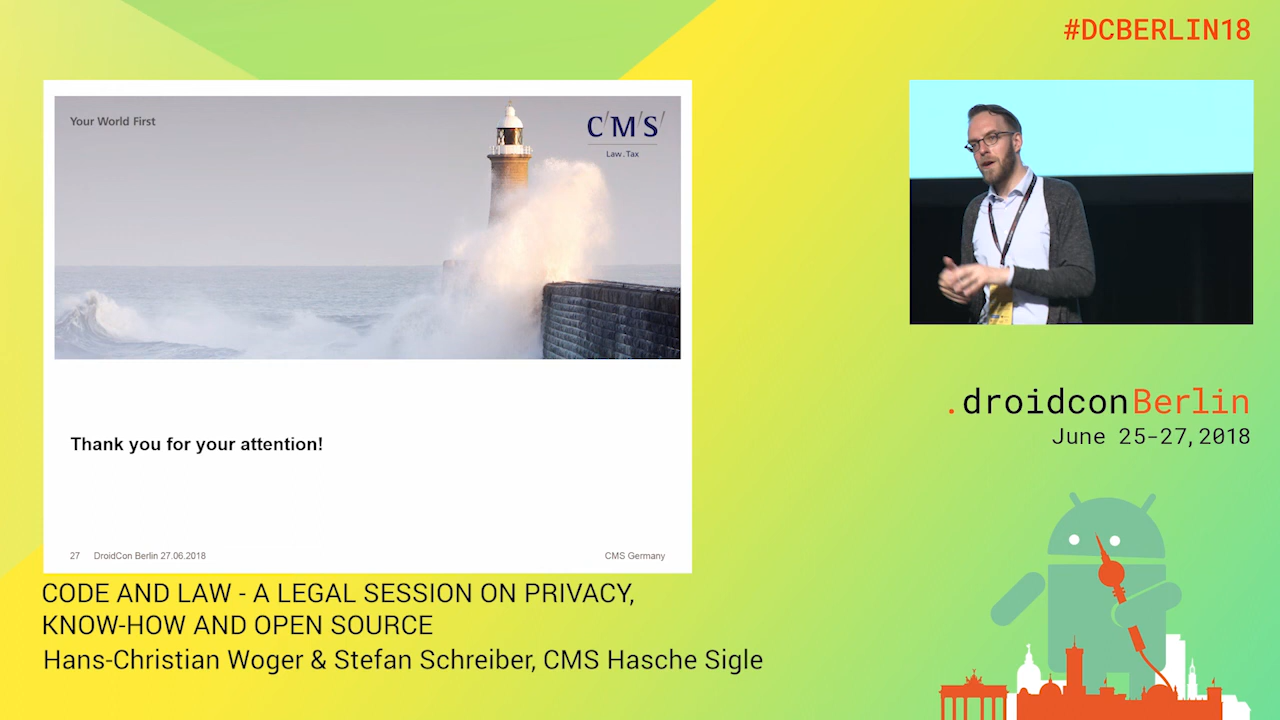 #DCBERLIN18
Your World First
C/M/S/
Law.Tax
Thank you for your attention!
27 DroidCon Berlin 27.06.2018 CMS Germany
CODE AND LAW - A LEGAL SESSION ON PRIVACY,
KNOW-HOW AND OPEN SOURCE
Hans-Christian Woger & Stefan Schreiber, CMS Hasche Sigle
.droidconBerlin
June 25-27, 2018